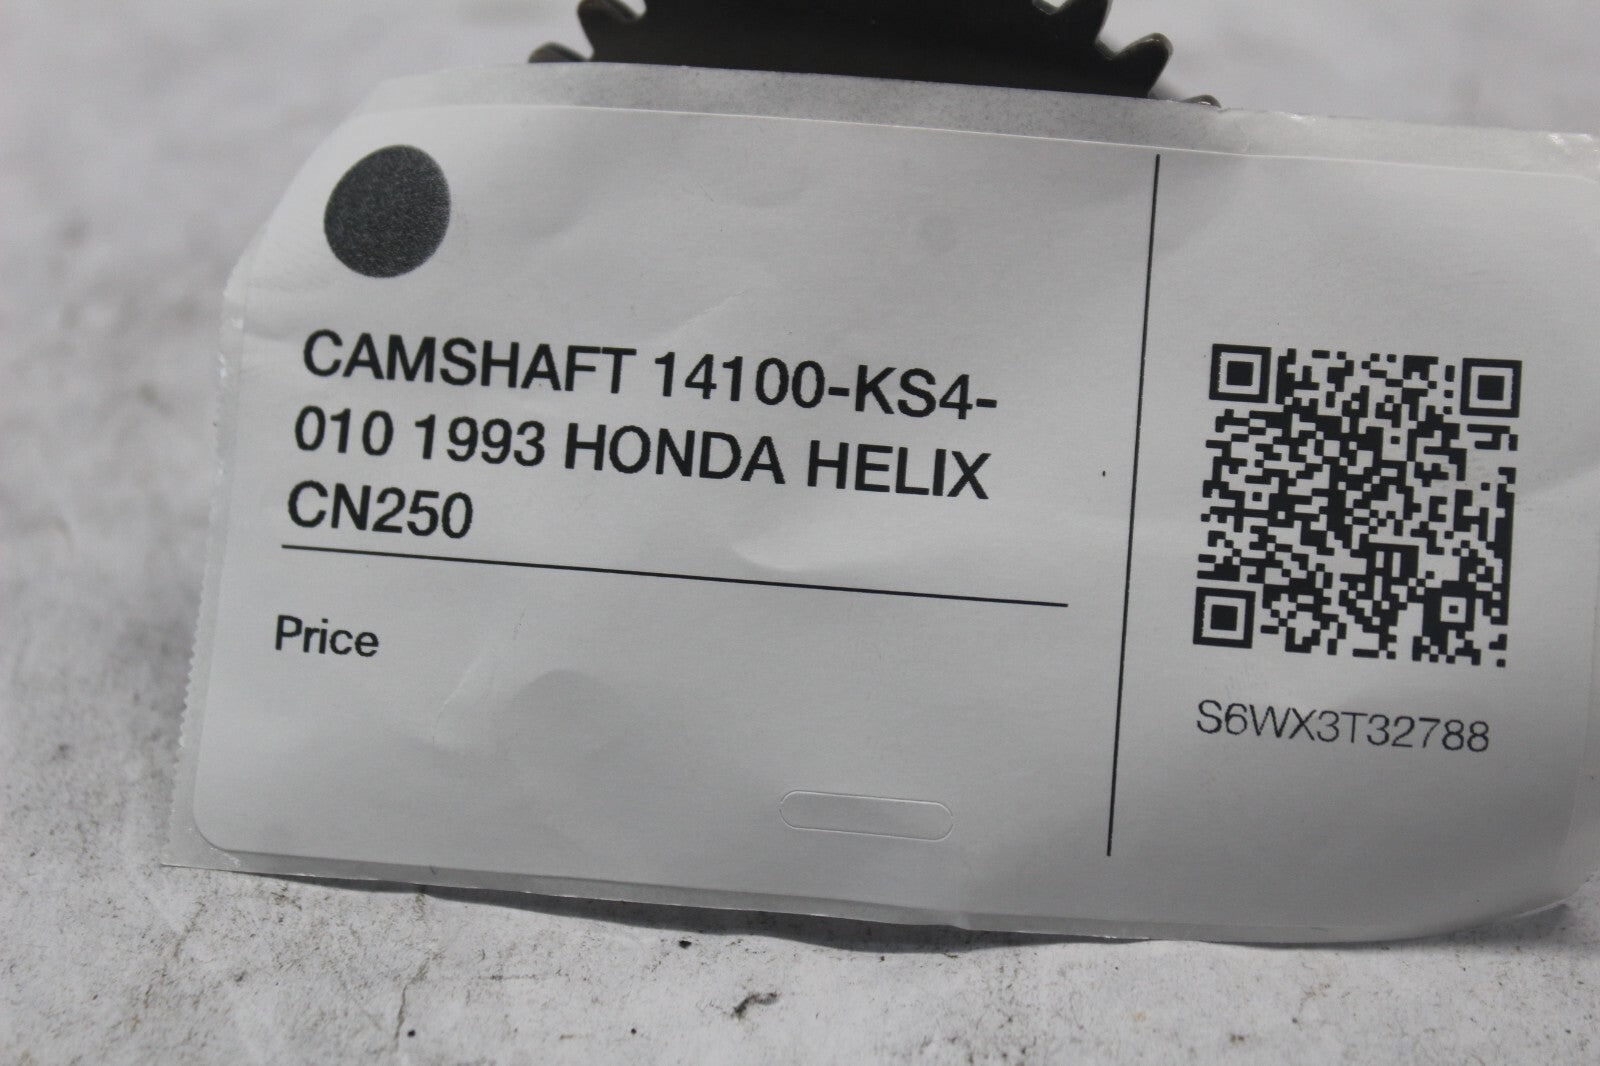 CAMSHAFT 14100-KS4-
010 1993 HONDA HELIX
CN250
Price
S6WX3T32788